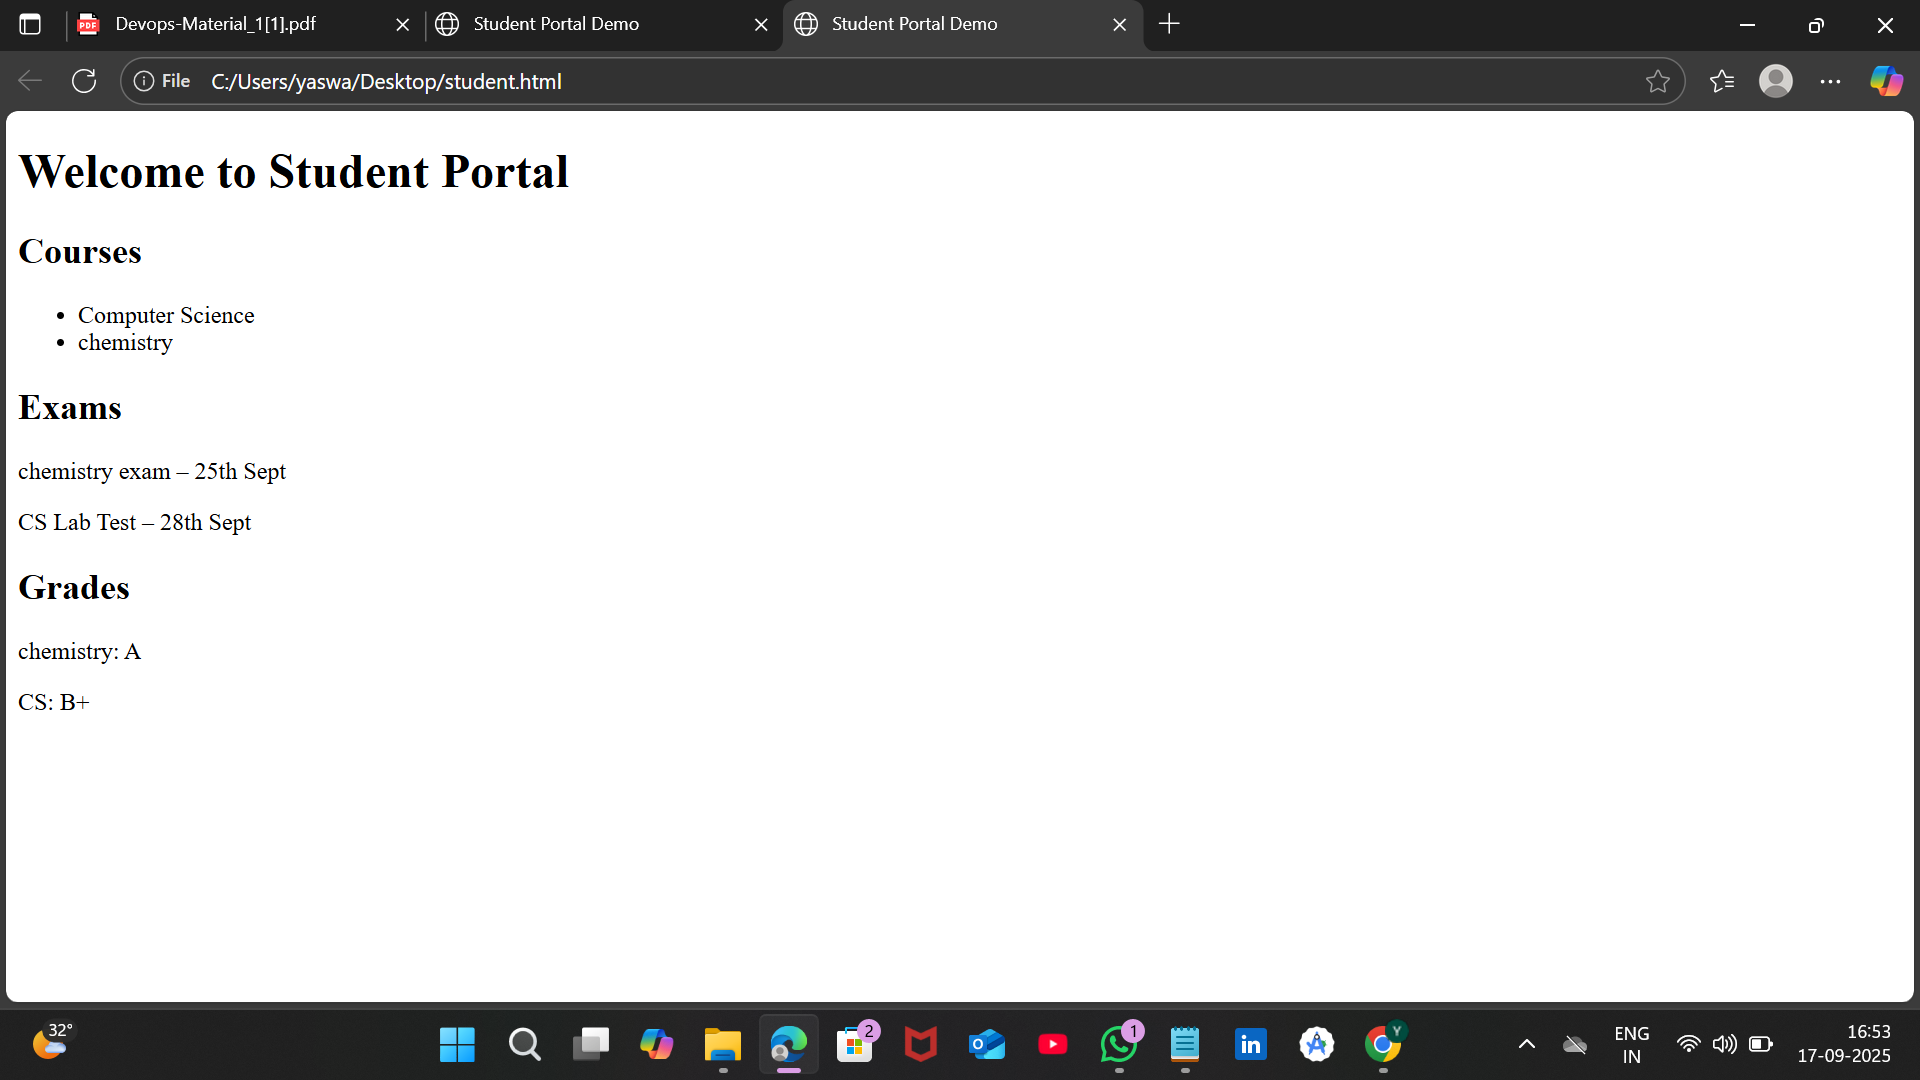 Devops-Material_1[1].pdf
Student Portal Demo
Student Portal Demo
File C:/Users/yaswa/Desktop/student.html
Welcome to Student Portal
Courses
• Computer Science
• chemistry
Exams
chemistry exam – 25th Sept
CS Lab Test – 28th Sept
Grades
chemistry: A
CS: B+
32°
2
1
Y
ENG
IN
16:53
17-09-2025